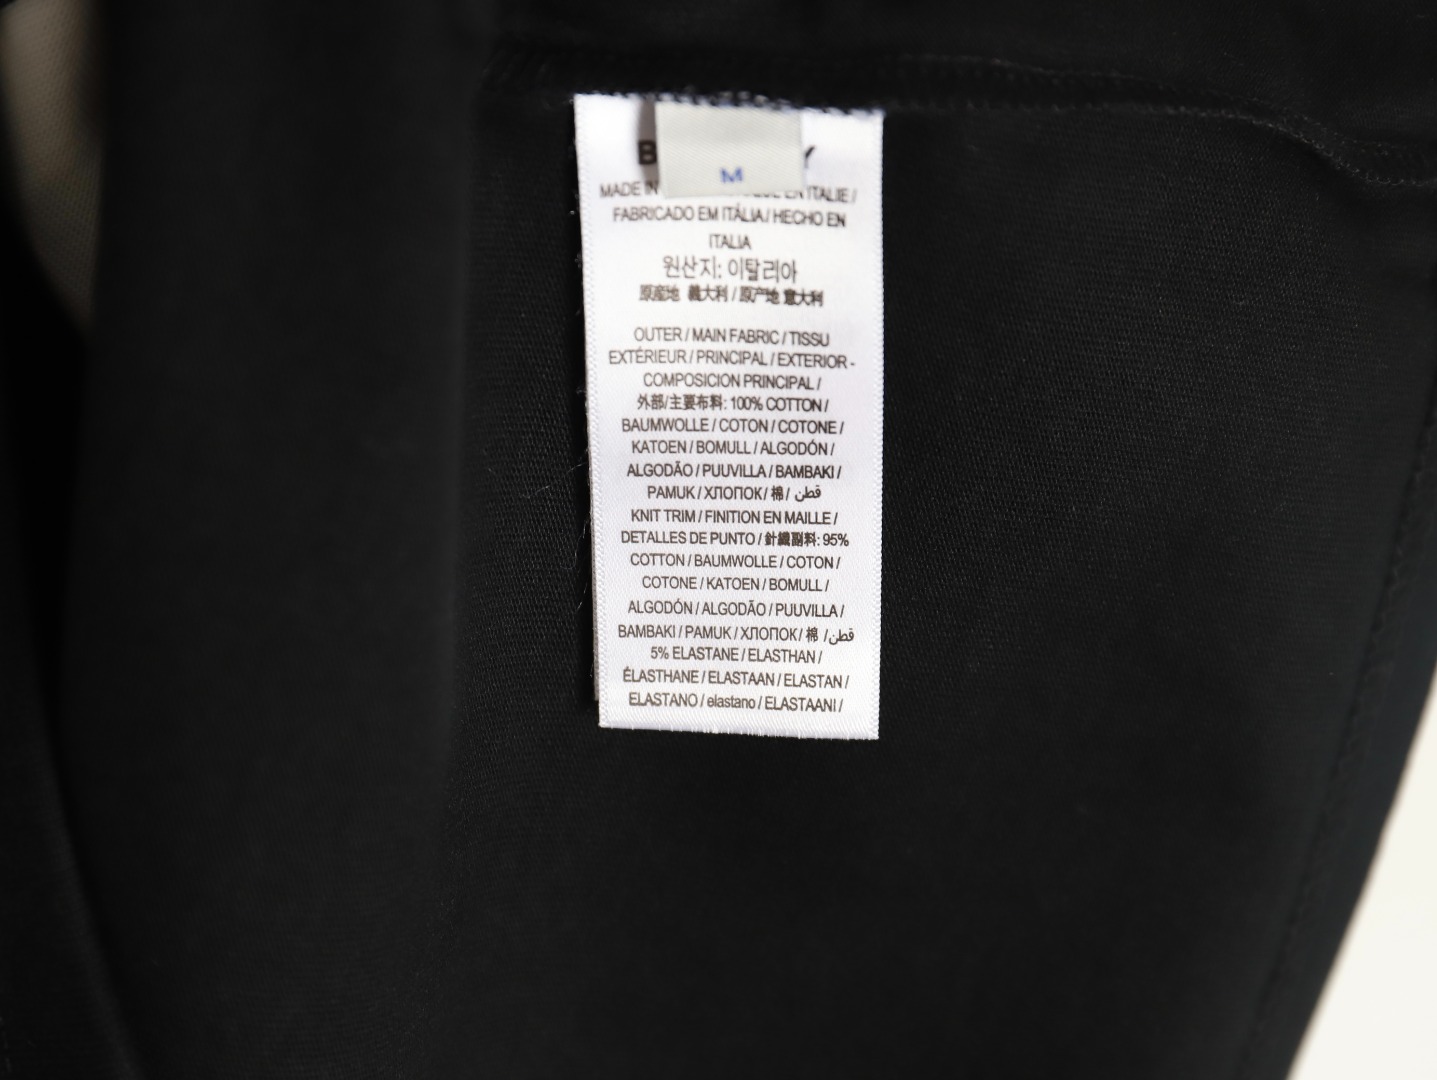 M
MADE IN EN ITALIE /
FABRICADO EM ITÁLIA / HECHO EN
ITALIA
원산지: 이탈리아
原産地 義大利 / 原产地 意大利
OUTER / MAIN FABRIC / TISSU
EXTÉRIEUR / PRINCIPAL / EXTERIOR -
COMPOSICION PRINCIPAL /
外部/主要布料: 100% COTTON /
BAUMWOLLE / COTON / COTONE /
KATOEN / BOMULL / ALGODÓN /
ALGODÃO / PUUVILLA / BAMBAKI /
PAMUK / ХЛОПОК / 棉 / قطن
KNIT TRIM / FINITION EN MAILLE /
DETALLES DE PUNTO / 針織副料: 95%
COTTON / BAUMWOLLE / COTON /
COTONE / KATOEN / BOMULL /
ALGODÓN / ALGODÃO / PUUVILLA /
BAMBAKI / PAMUK / ХЛОПОК / 棉 / قطن
5% ELASTANE / ELASTHAN /
ÉLASTHANE / ELASTAAN / ELASTAN /
ELASTANO / elastano / ELASTAANI /